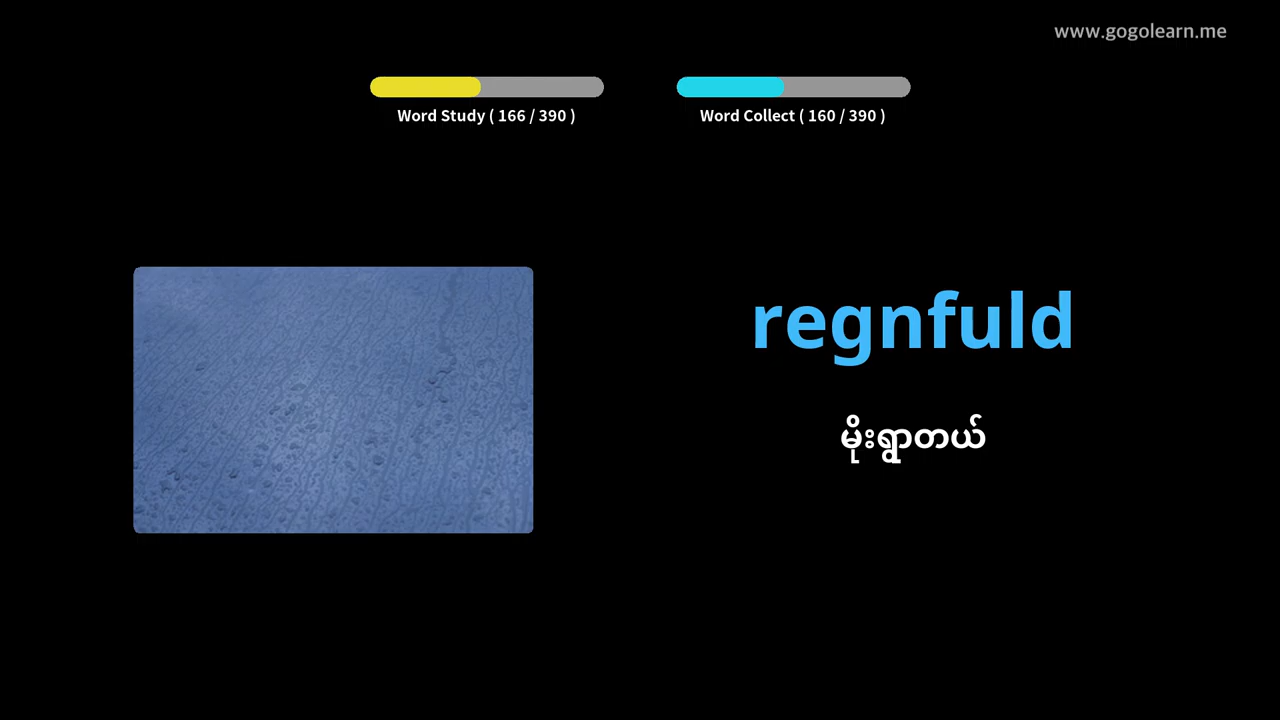 www.gogolearn.me
Word Study ( 166 / 390 )
Word Collect ( 160 / 390 )
regnfuld
မိုးရွာတယ်